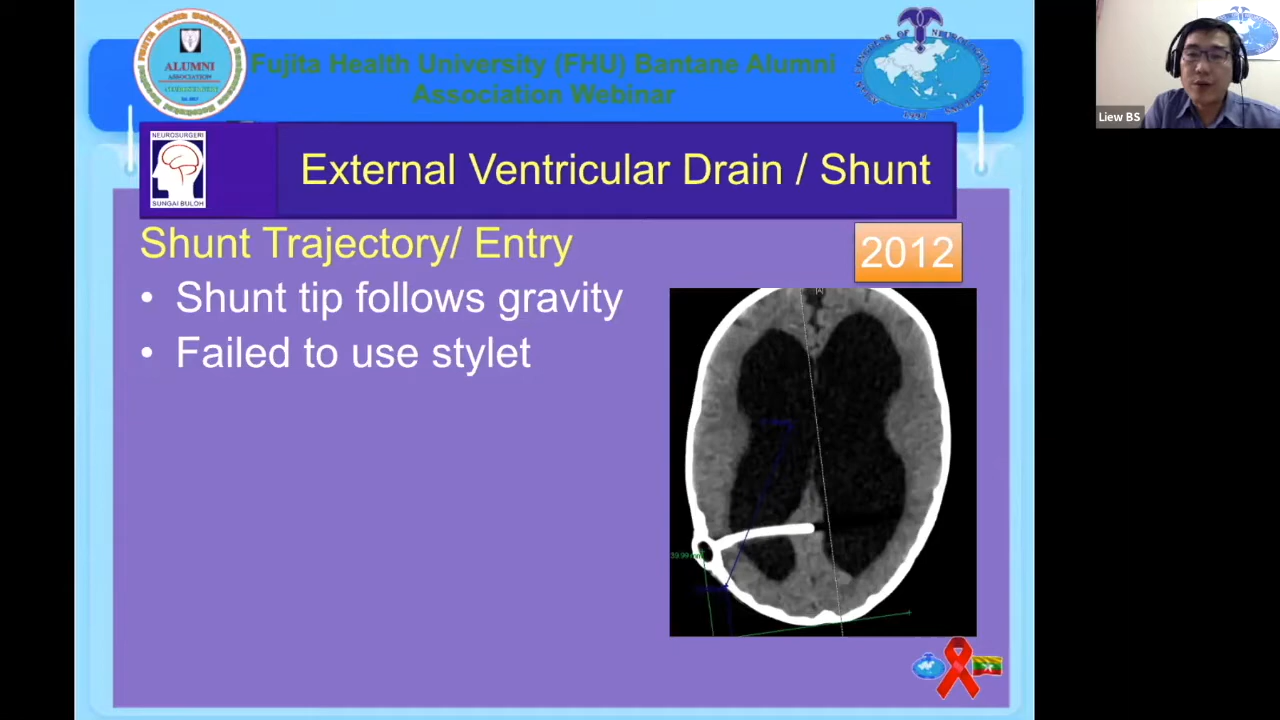 Fujita Health University (FHU) Bantane Alumni
Association Webinar
ALUMNI
ASSOCIATION
NEUROSURGERI
SUNGAI BULOH
External Ventricular Drain / Shunt
Shunt Trajectory/ Entry
2012
• Shunt tip follows gravity
• Failed to use stylet
Liew BS